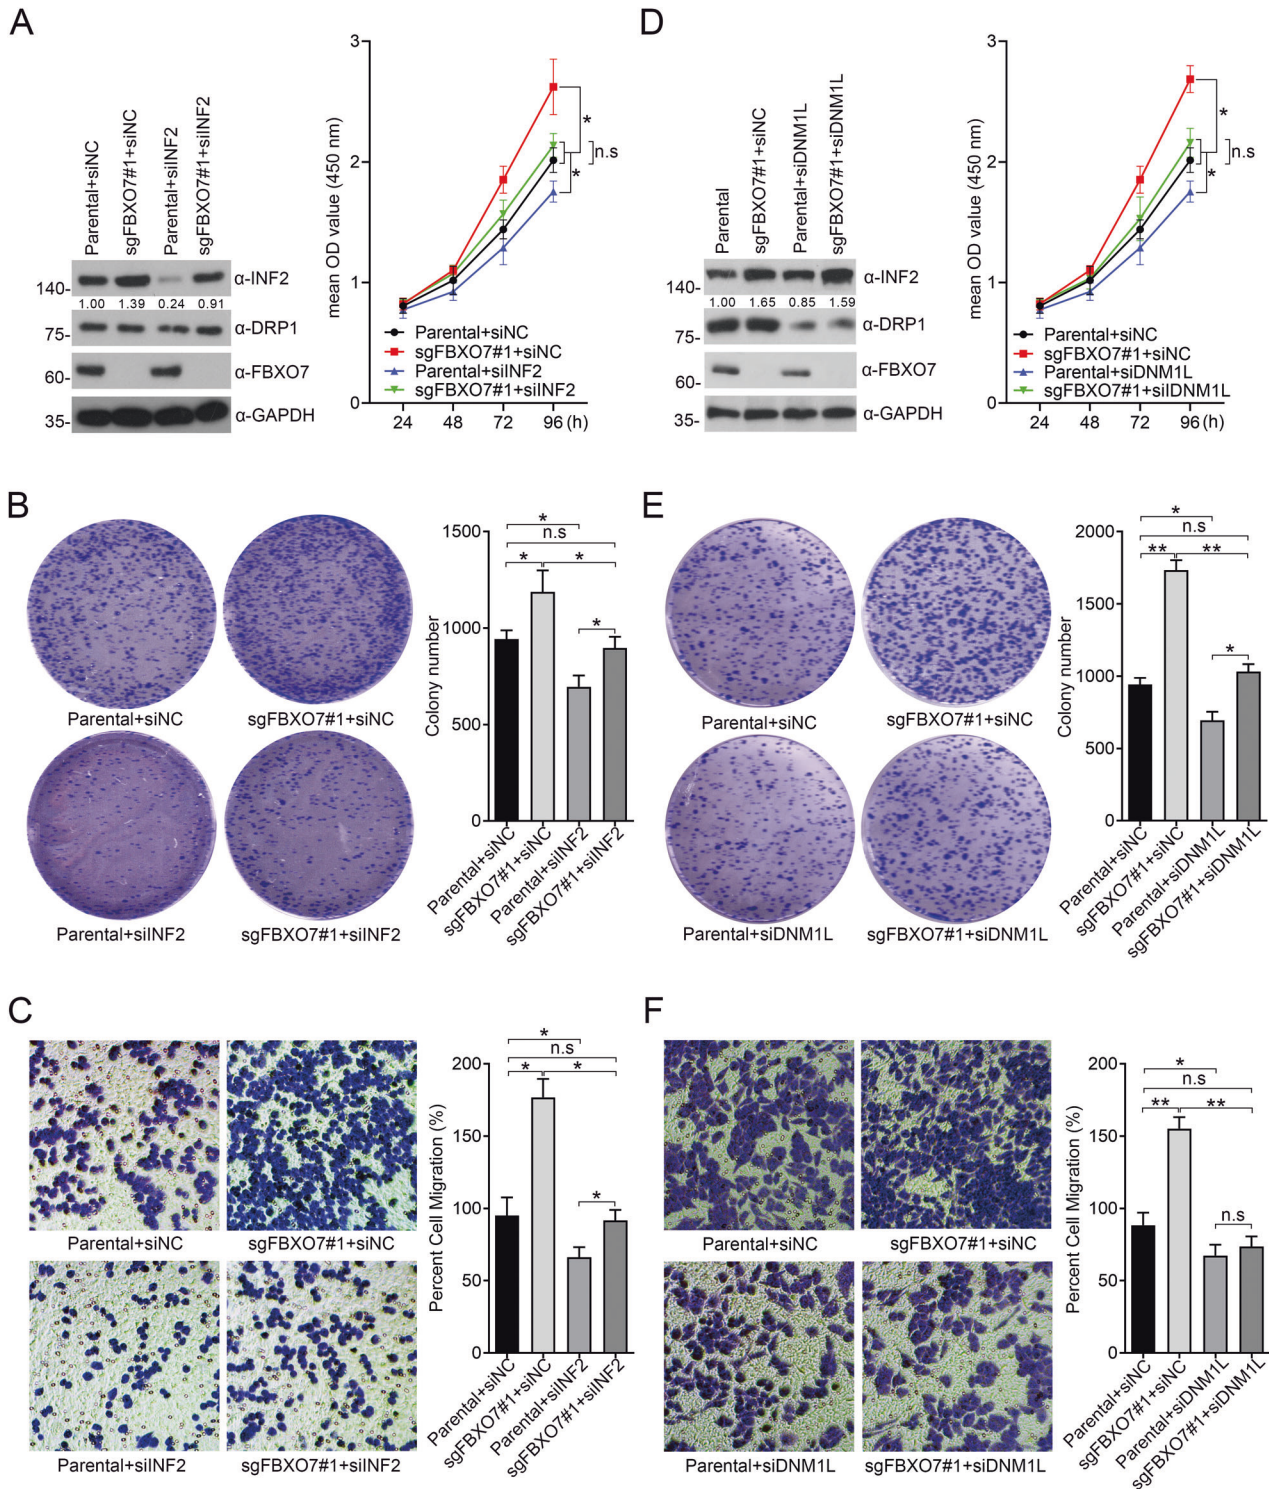 A
Parental+siNC
sgFBXO7#1+siNC
Parental+siINF2
sgFBXO7#1+siINF2
140-
α-INF2
1.00 1.39 0.24 0.91
75-
α-DRP1
60-
α-FBXO7
35-
α-GAPDH
mean OD value (450 nm)
3
2
1
0
*
n.s
*
Parental+siNC
sgFBXO7#1+siNC
Parental+siINF2
sgFBXO7#1+siINF2
24 48 72 96 (h)
D
Parental
sgFBXO7#1+siNC
Parental+siDNM1L
sgFBXO7#1+siDNM1L
140-
α-INF2
1.00 1.65 0.85 1.59
75-
α-DRP1
60-
α-FBXO7
35-
α-GAPDH
mean OD value (450 nm)
3
2
1
0
*
n.s
*
Parental+siNC
sgFBXO7#1+siNC
Parental+siDNM1L
sgFBXO7#1+silDNM1L
24 48 72 96 (h)
B
Parental+siNC
sgFBXO7#1+siNC
Parental+siINF2
sgFBXO7#1+siINF2
Colony number
1500
1000
500
0
*
n.s
* *
*
Parental+siNC
sgFBXO7#1+siNC
Parental+siINF2
sgFBXO7#1+siINF2
E
Parental+siNC
sgFBXO7#1+siNC
Parental+siDNM1L
sgFBXO7#1+siDNM1L
Colony number
2000
1500
1000
500
0
*
n.s
** **
*
Parental+siNC
sgFBXO7#1+siNC
Parental+siDNM1L
sgFBXO7#1+siDNM1L
C
Parental+siNC
sgFBXO7#1+siNC
Parental+siINF2
sgFBXO7#1+siINF2
Percent Cell Migration (%)
200
150
100
50
0
*
n.s
* *
*
Parental+siNC
sgFBXO7#1+siNC
Parental+siINF2
sgFBXO7#1+siINF2
F
Parental+siNC
sgFBXO7#1+siNC
Parental+siDNM1L
sgFBXO7#1+siDNM1L
Percent Cell Migration (%)
200
150
100
50
0
*
n.s
** **
n.s
Parental+siNC
sgFBXO7#1+siNC
Parental+siDNM1L
sgFBXO7#1+siDNM1L